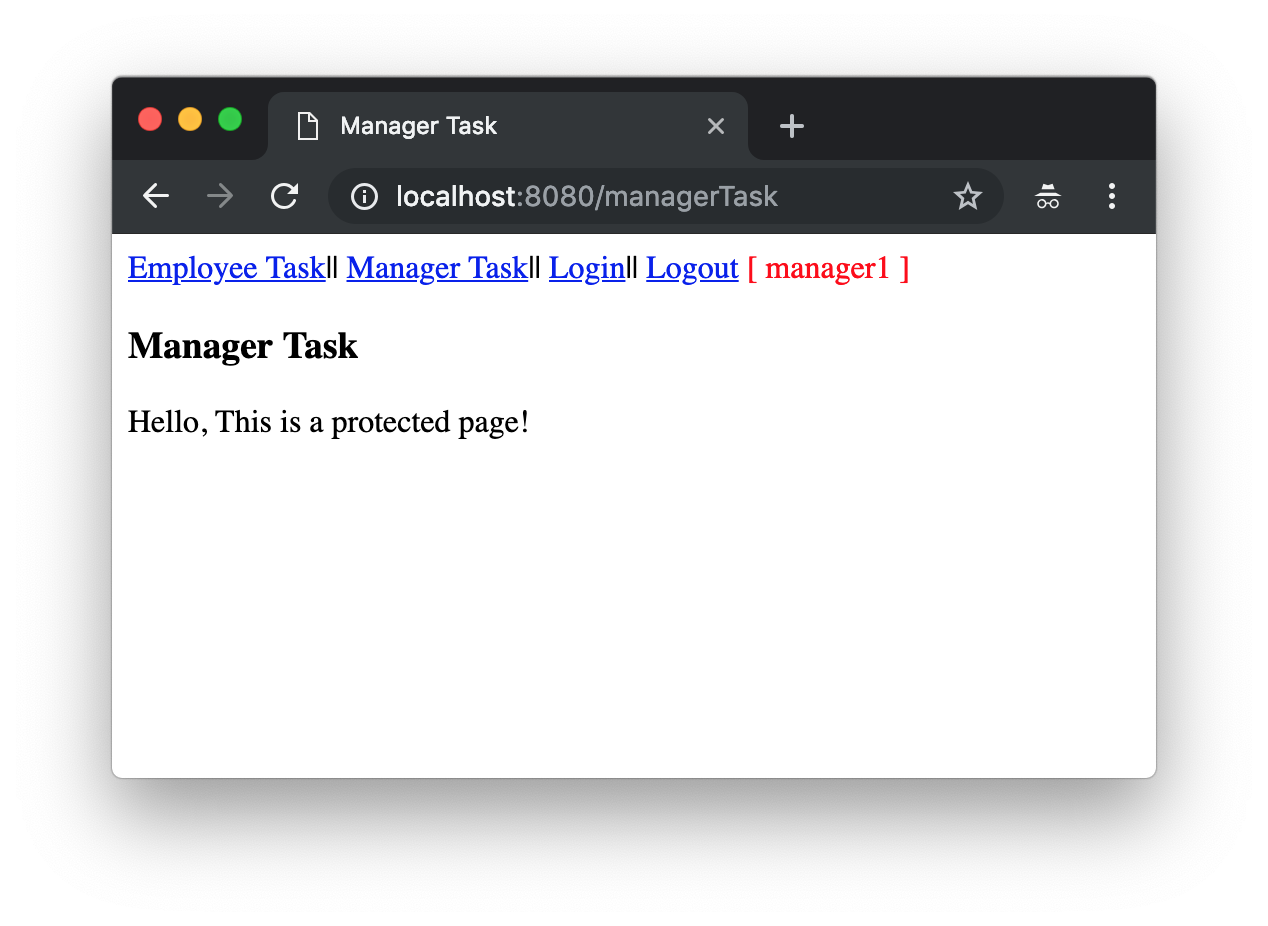 Manager Task
localhost:8080/managerTask
Employee Task|| Manager Task|| Login|| Logout [ manager1 ]
Manager Task
Hello, This is a protected page!